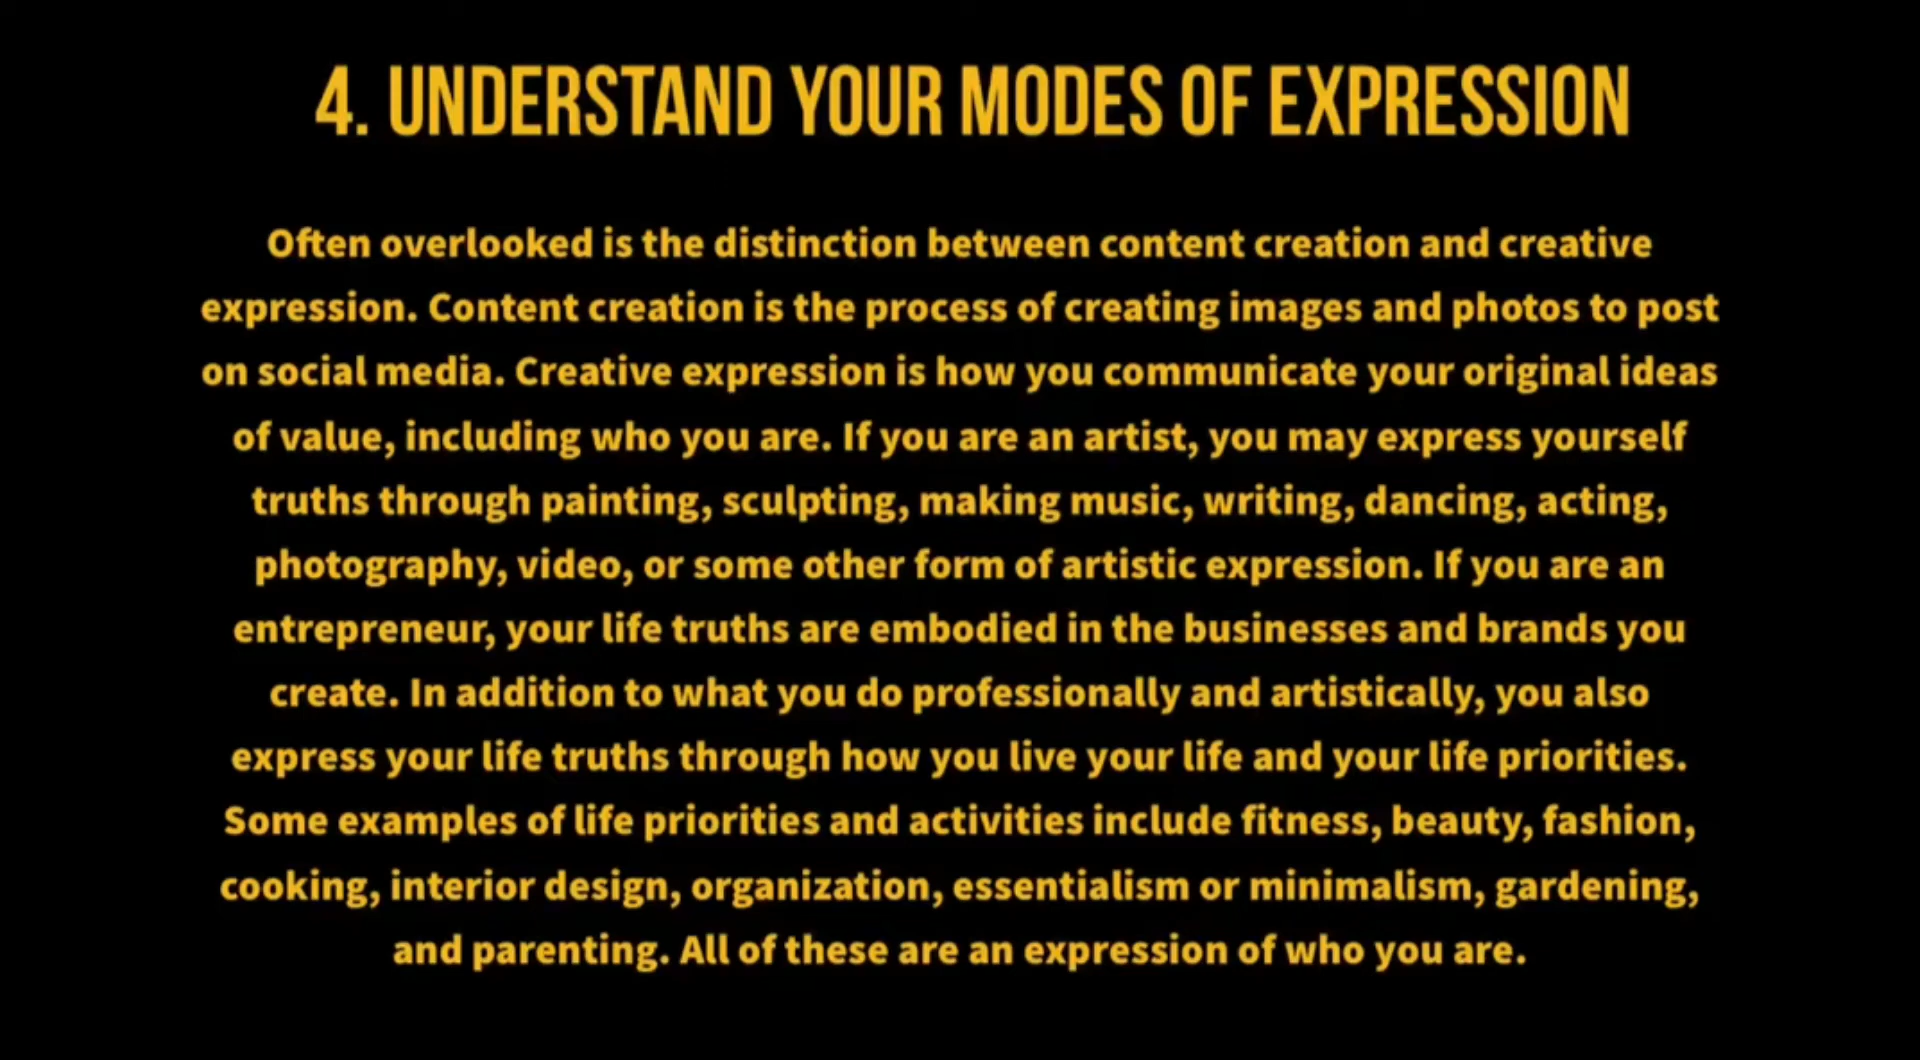 4. UNDERSTAND YOUR MODES OF EXPRESSION
Often overlooked is the distinction between content creation and creative
expression. Content creation is the process of creating images and photos to post
on social media. Creative expression is how you communicate your original ideas
of value, including who you are. If you are an artist, you may express yourself
truths through painting, sculpting, making music, writing, dancing, acting,
photography, video, or some other form of artistic expression. If you are an
entrepreneur, your life truths are embodied in the businesses and brands you
create. In addition to what you do professionally and artistically, you also
express your life truths through how you live your life and your life priorities.
Some examples of life priorities and activities include fitness, beauty, fashion,
cooking, interior design, organization, essentialism or minimalism, gardening,
and parenting. All of these are an expression of who you are.